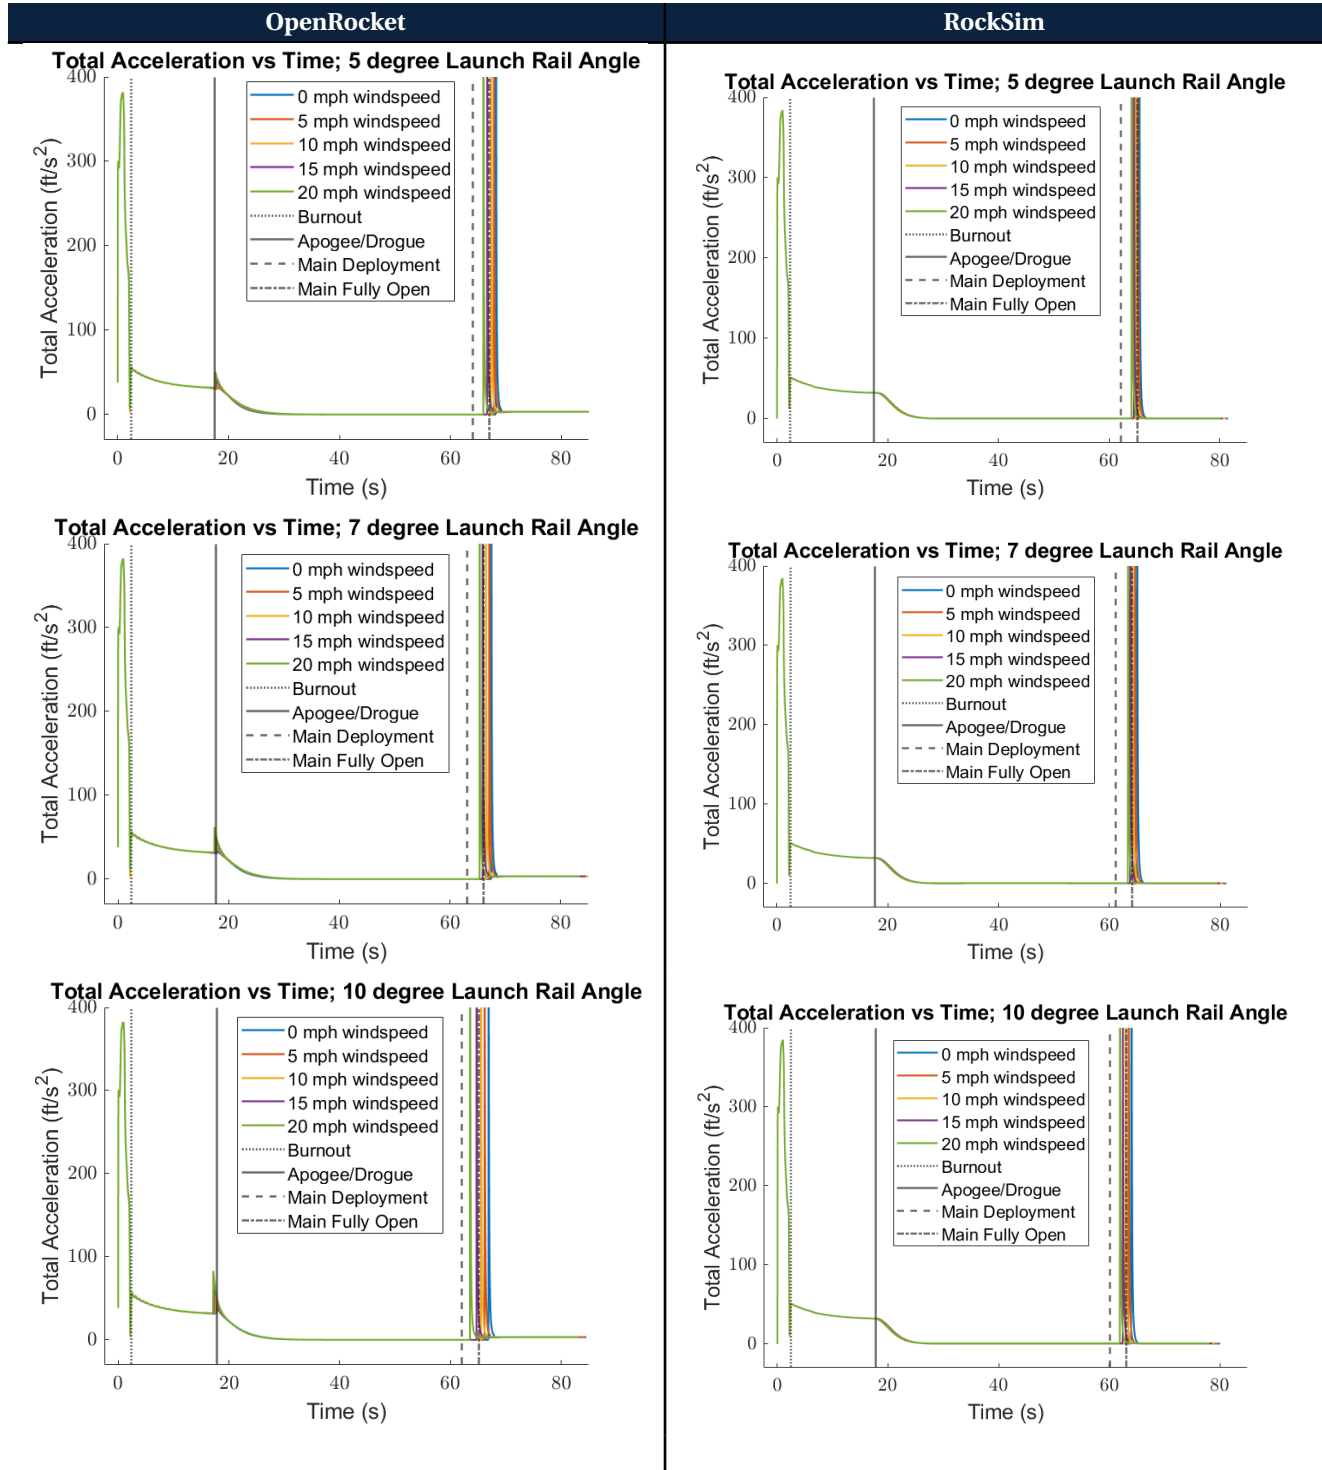 OpenRocket
RockSim
Total Acceleration vs Time; 5 degree Launch Rail Angle
400
300
200
100
0
Total Acceleration (ft/s2)
0 mph windspeed
5 mph windspeed
10 mph windspeed
15 mph windspeed
20 mph windspeed
Burnout
Apogee/Drogue
Main Deployment
Main Fully Open
0 20 40 60 80
Time (s)
Total Acceleration vs Time; 5 degree Launch Rail Angle
400
300
200
100
0
Total Acceleration (ft/s2)
0 mph windspeed
5 mph windspeed
10 mph windspeed
15 mph windspeed
20 mph windspeed
Burnout
Apogee/Drogue
Main Deployment
Main Fully Open
0 20 40 60 80
Time (s)
Total Acceleration vs Time; 7 degree Launch Rail Angle
400
300
200
100
0
Total Acceleration (ft/s2)
0 mph windspeed
5 mph windspeed
10 mph windspeed
15 mph windspeed
20 mph windspeed
Burnout
Apogee/Drogue
Main Deployment
Main Fully Open
0 20 40 60 80
Time (s)
Total Acceleration vs Time; 7 degree Launch Rail Angle
400
300
200
100
0
Total Acceleration (ft/s2)
0 mph windspeed
5 mph windspeed
10 mph windspeed
15 mph windspeed
20 mph windspeed
Burnout
Apogee/Drogue
Main Deployment
Main Fully Open
0 20 40 60 80
Time (s)
Total Acceleration vs Time; 10 degree Launch Rail Angle
400
300
200
100
0
Total Acceleration (ft/s2)
0 mph windspeed
5 mph windspeed
10 mph windspeed
15 mph windspeed
20 mph windspeed
Burnout
Apogee/Drogue
Main Deployment
Main Fully Open
0 20 40 60 80
Time (s)
Total Acceleration vs Time; 10 degree Launch Rail Angle
400
300
200
100
0
Total Acceleration (ft/s2)
0 mph windspeed
5 mph windspeed
10 mph windspeed
15 mph windspeed
20 mph windspeed
Burnout
Apogee/Drogue
Main Deployment
Main Fully Open
0 20 40 60 80
Time (s)